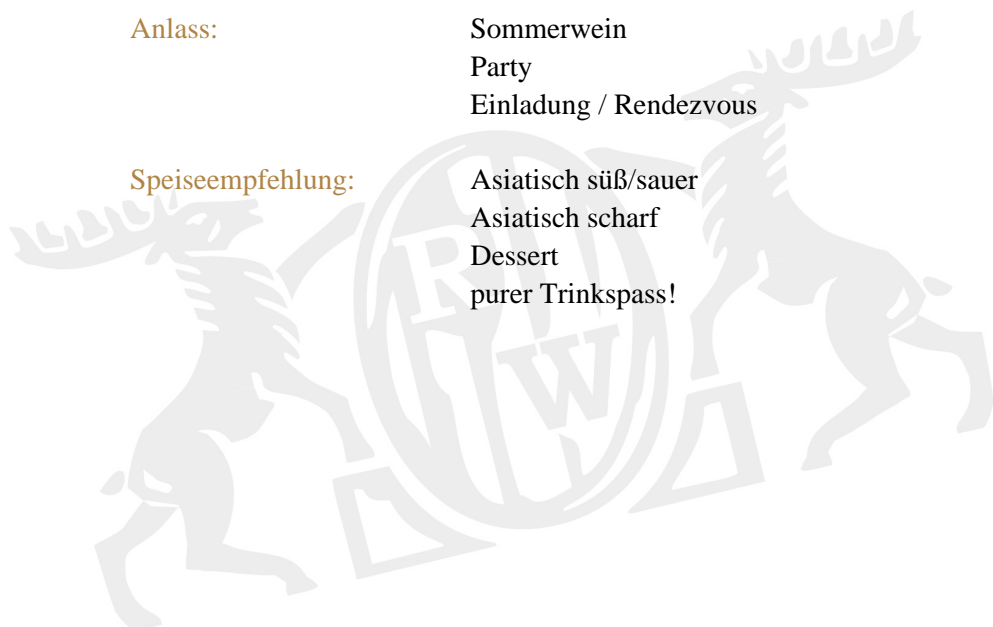 Anlass: Sommerwein
Party
Einladung / Rendezvous
Speiseempfehlung: Asiatisch süß/sauer
Asiatisch scharf
Dessert
purer Trinkspass!
R W